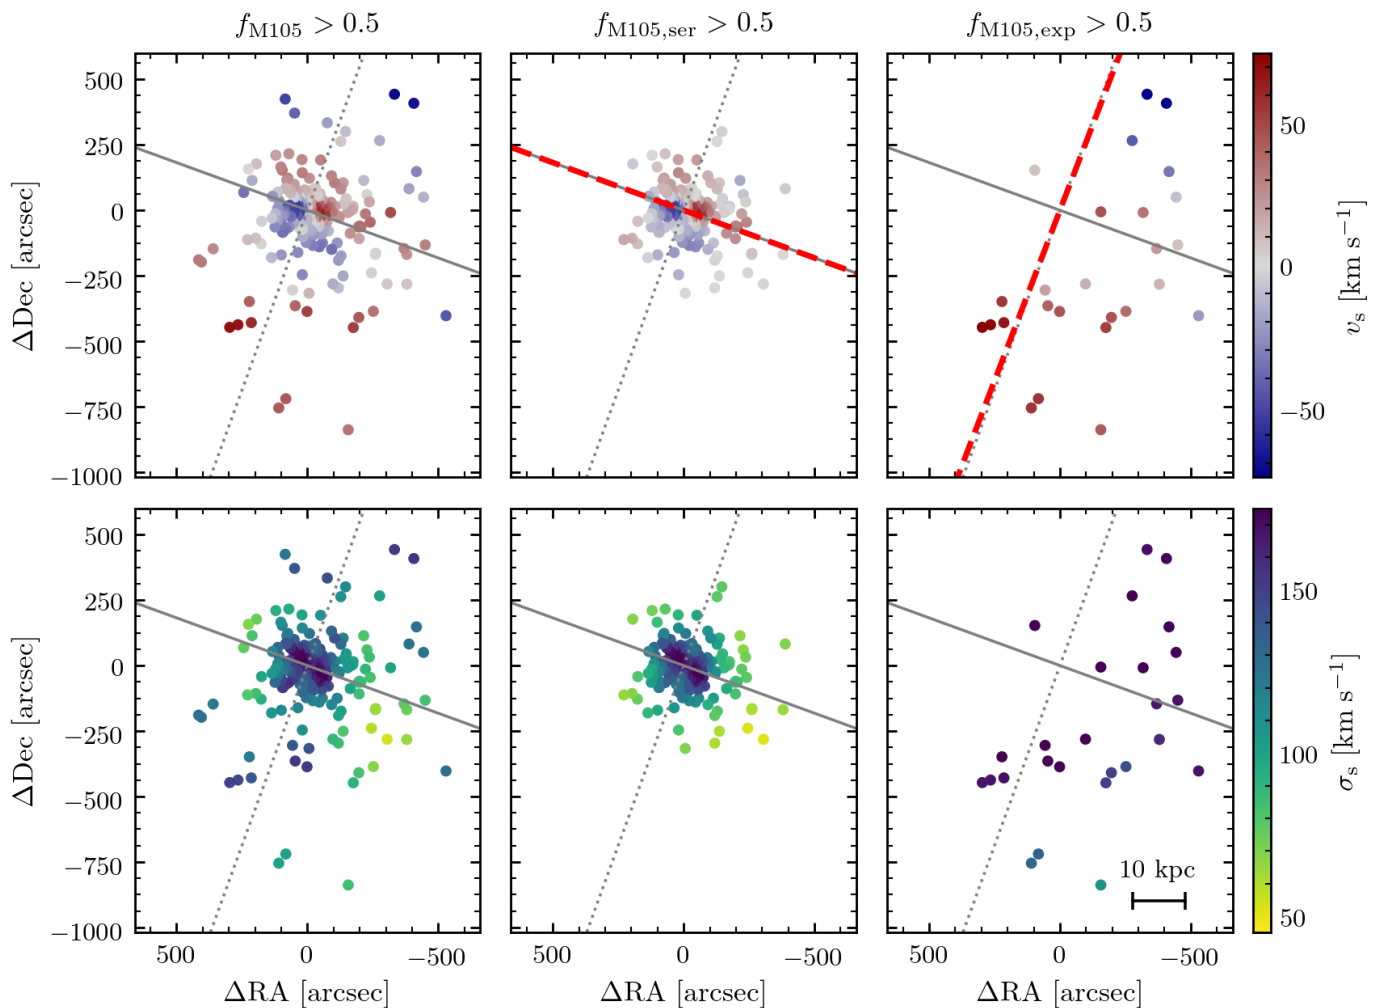 f_M105 > 0.5
f_M105,ser > 0.5
f_M105,exp > 0.5
500
250
0
−250
−500
−750
−1000
ΔDec [arcsec]
50
0
−50
v_s [km s⁻¹]
500
250
0
−250
−500
−750
−1000
ΔDec [arcsec]
10 kpc
150
100
50
σ_s [km s⁻¹]
500 0 −500
500 0 −500
500 0 −500
ΔRA [arcsec]
ΔRA [arcsec]
ΔRA [arcsec]